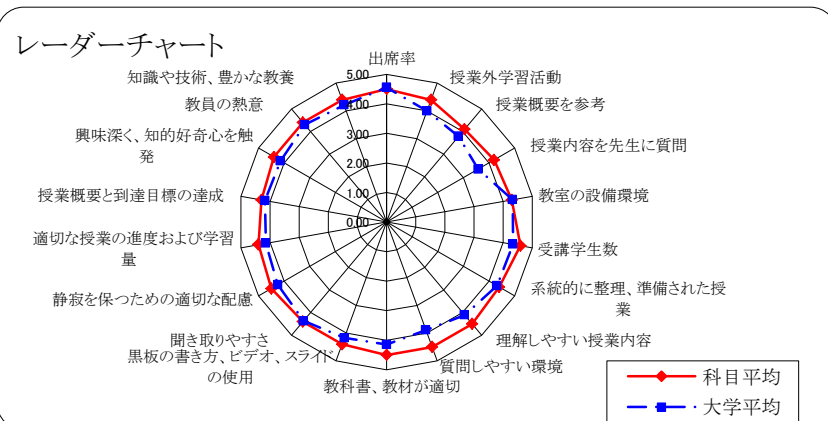 レーダーチャート
出席率
授業外学習活動
授業概要を参考
授業内容を先生に質問
教室の設備環境
受講学生数
系統的に整理、準備された授
業
理解しやすい授業内容
質問しやすい環境
教科書、教材が適切
黒板の書き方、ビデオ、スライド
の使用
聞き取りやすさ
静寂を保つための適切な配慮
適切な授業の進度および学習
量
授業概要と到達目標の達成
興味深く、知的好奇心を触
発
教員の熱意
知識や技術、豊かな教養
5.00
4.00
3.00
2.00
1.00
0.00
科目平均
大学平均